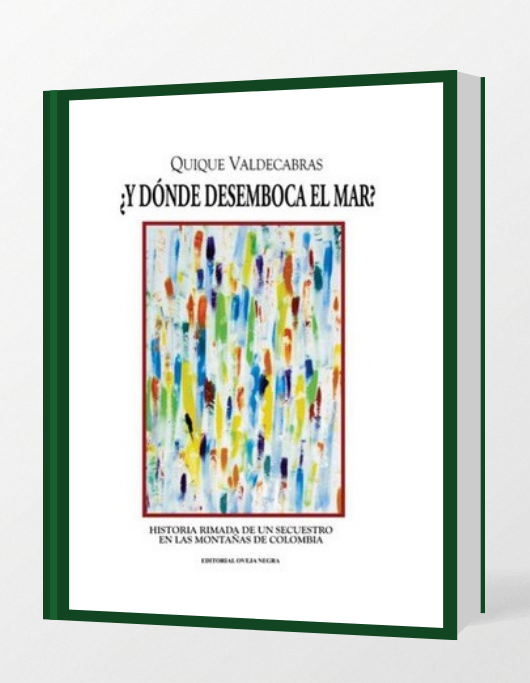 QUIQUE VALDECABRAS
¿Y DÓNDE DESEMBOCA EL MAR?
HISTORIA RIMADA DE UN SECUESTRO
EN LAS MONTAÑAS DE COLOMBIA
EDITORIAL OVEJA NEGRA